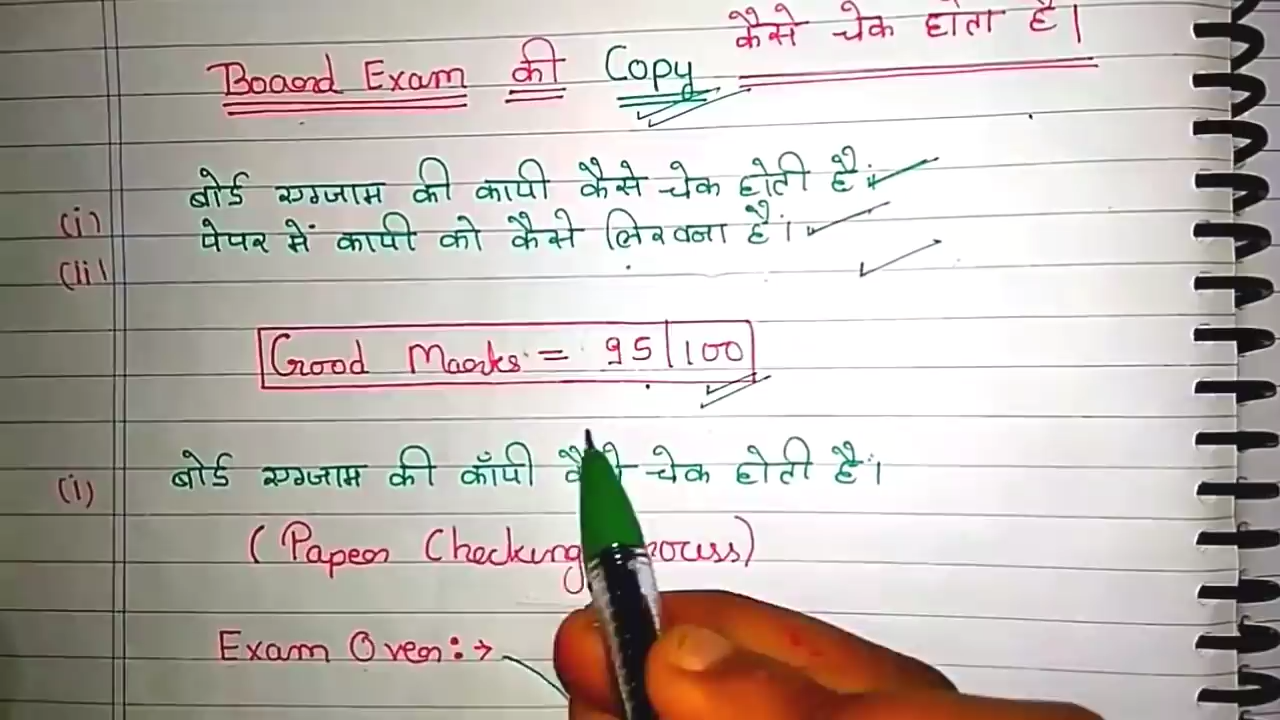 Board Exam की Copy कैसे चेक होता है।
(i) बोर्ड एग्जाम की कापी कैसे चेक होती है।
(ii) पेपर में कापी को कैसे लिखना है।
Good Marks = 95/100
(i) बोर्ड एग्जाम की कॉपी चेक होती है।
(Paper Checking
Exam Over:→